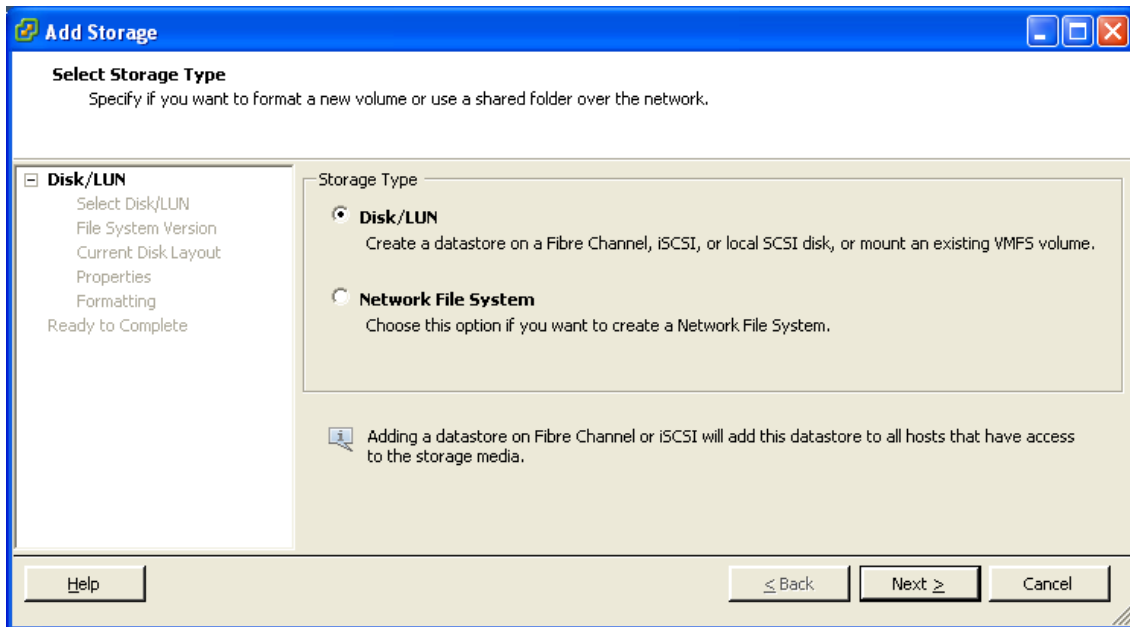 Add Storage
Select Storage Type
Specify if you want to format a new volume or use a shared folder over the network.
Disk/LUN
Select Disk/LUN
File System Version
Current Disk Layout
Properties
Formatting
Ready to Complete
Storage Type
Disk/LUN
Create a datastore on a Fibre Channel, iSCSI, or local SCSI disk, or mount an existing VMFS volume.
Network File System
Choose this option if you want to create a Network File System.
Adding a datastore on Fibre Channel or iSCSI will add this datastore to all hosts that have access
to the storage media.
Help
< Back
Next >
Cancel